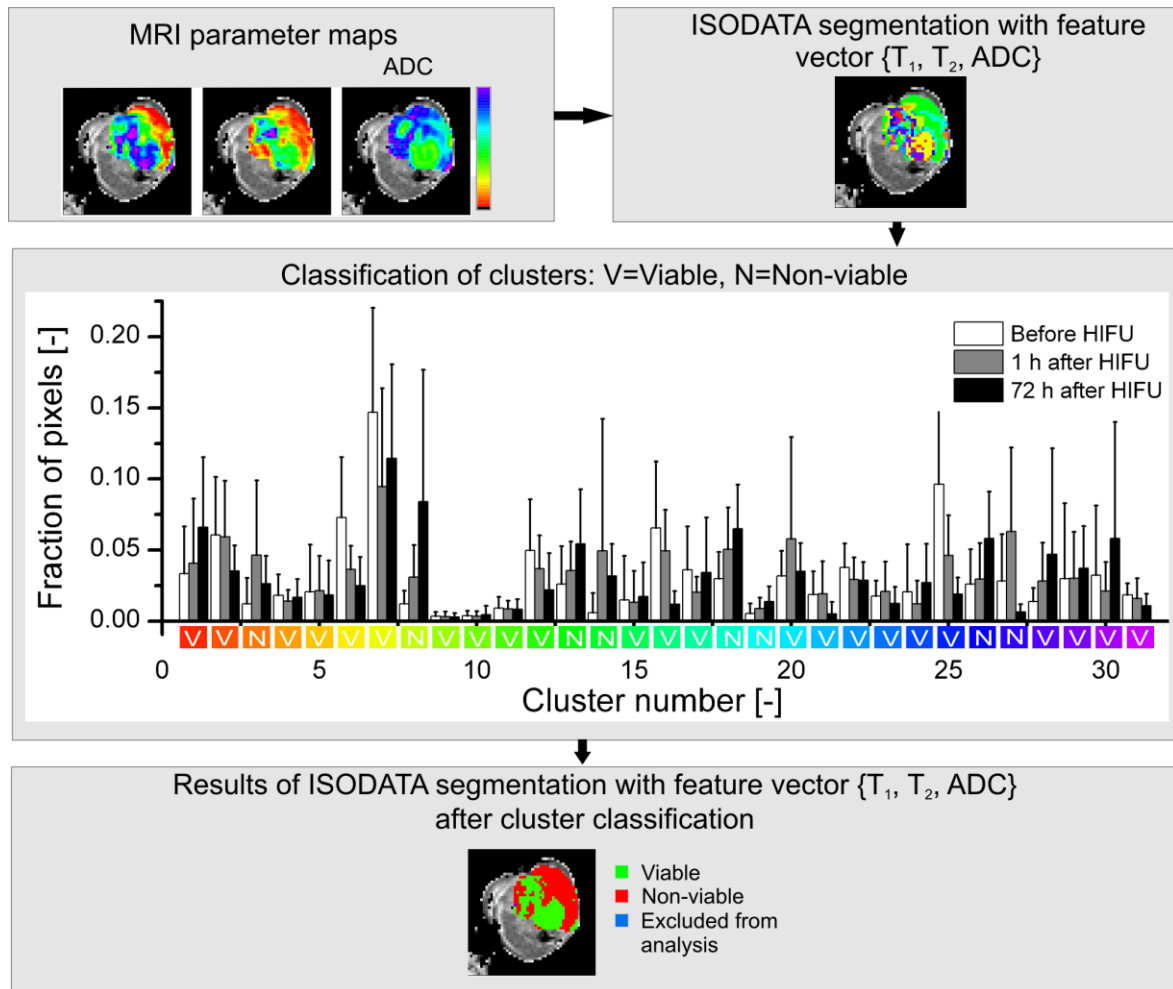 MRI parameter maps
ADC
ISODATA segmentation with feature
vector {T₁, T₂, ADC}
Classification of clusters: V=Viable, N=Non-viable
Fraction of pixels [-]
0.20
0.15
0.10
0.05
0.00
Before HIFU
1 h after HIFU
72 h after HIFU
V V N V V V V N V V V V N N V V V N N V V V V V V N N V V V V
0 5 10 15 20 25 30
Cluster number [-]
Results of ISODATA segmentation with feature vector {T₁, T₂, ADC}
after cluster classification
Viable
Non-viable
Excluded from
analysis